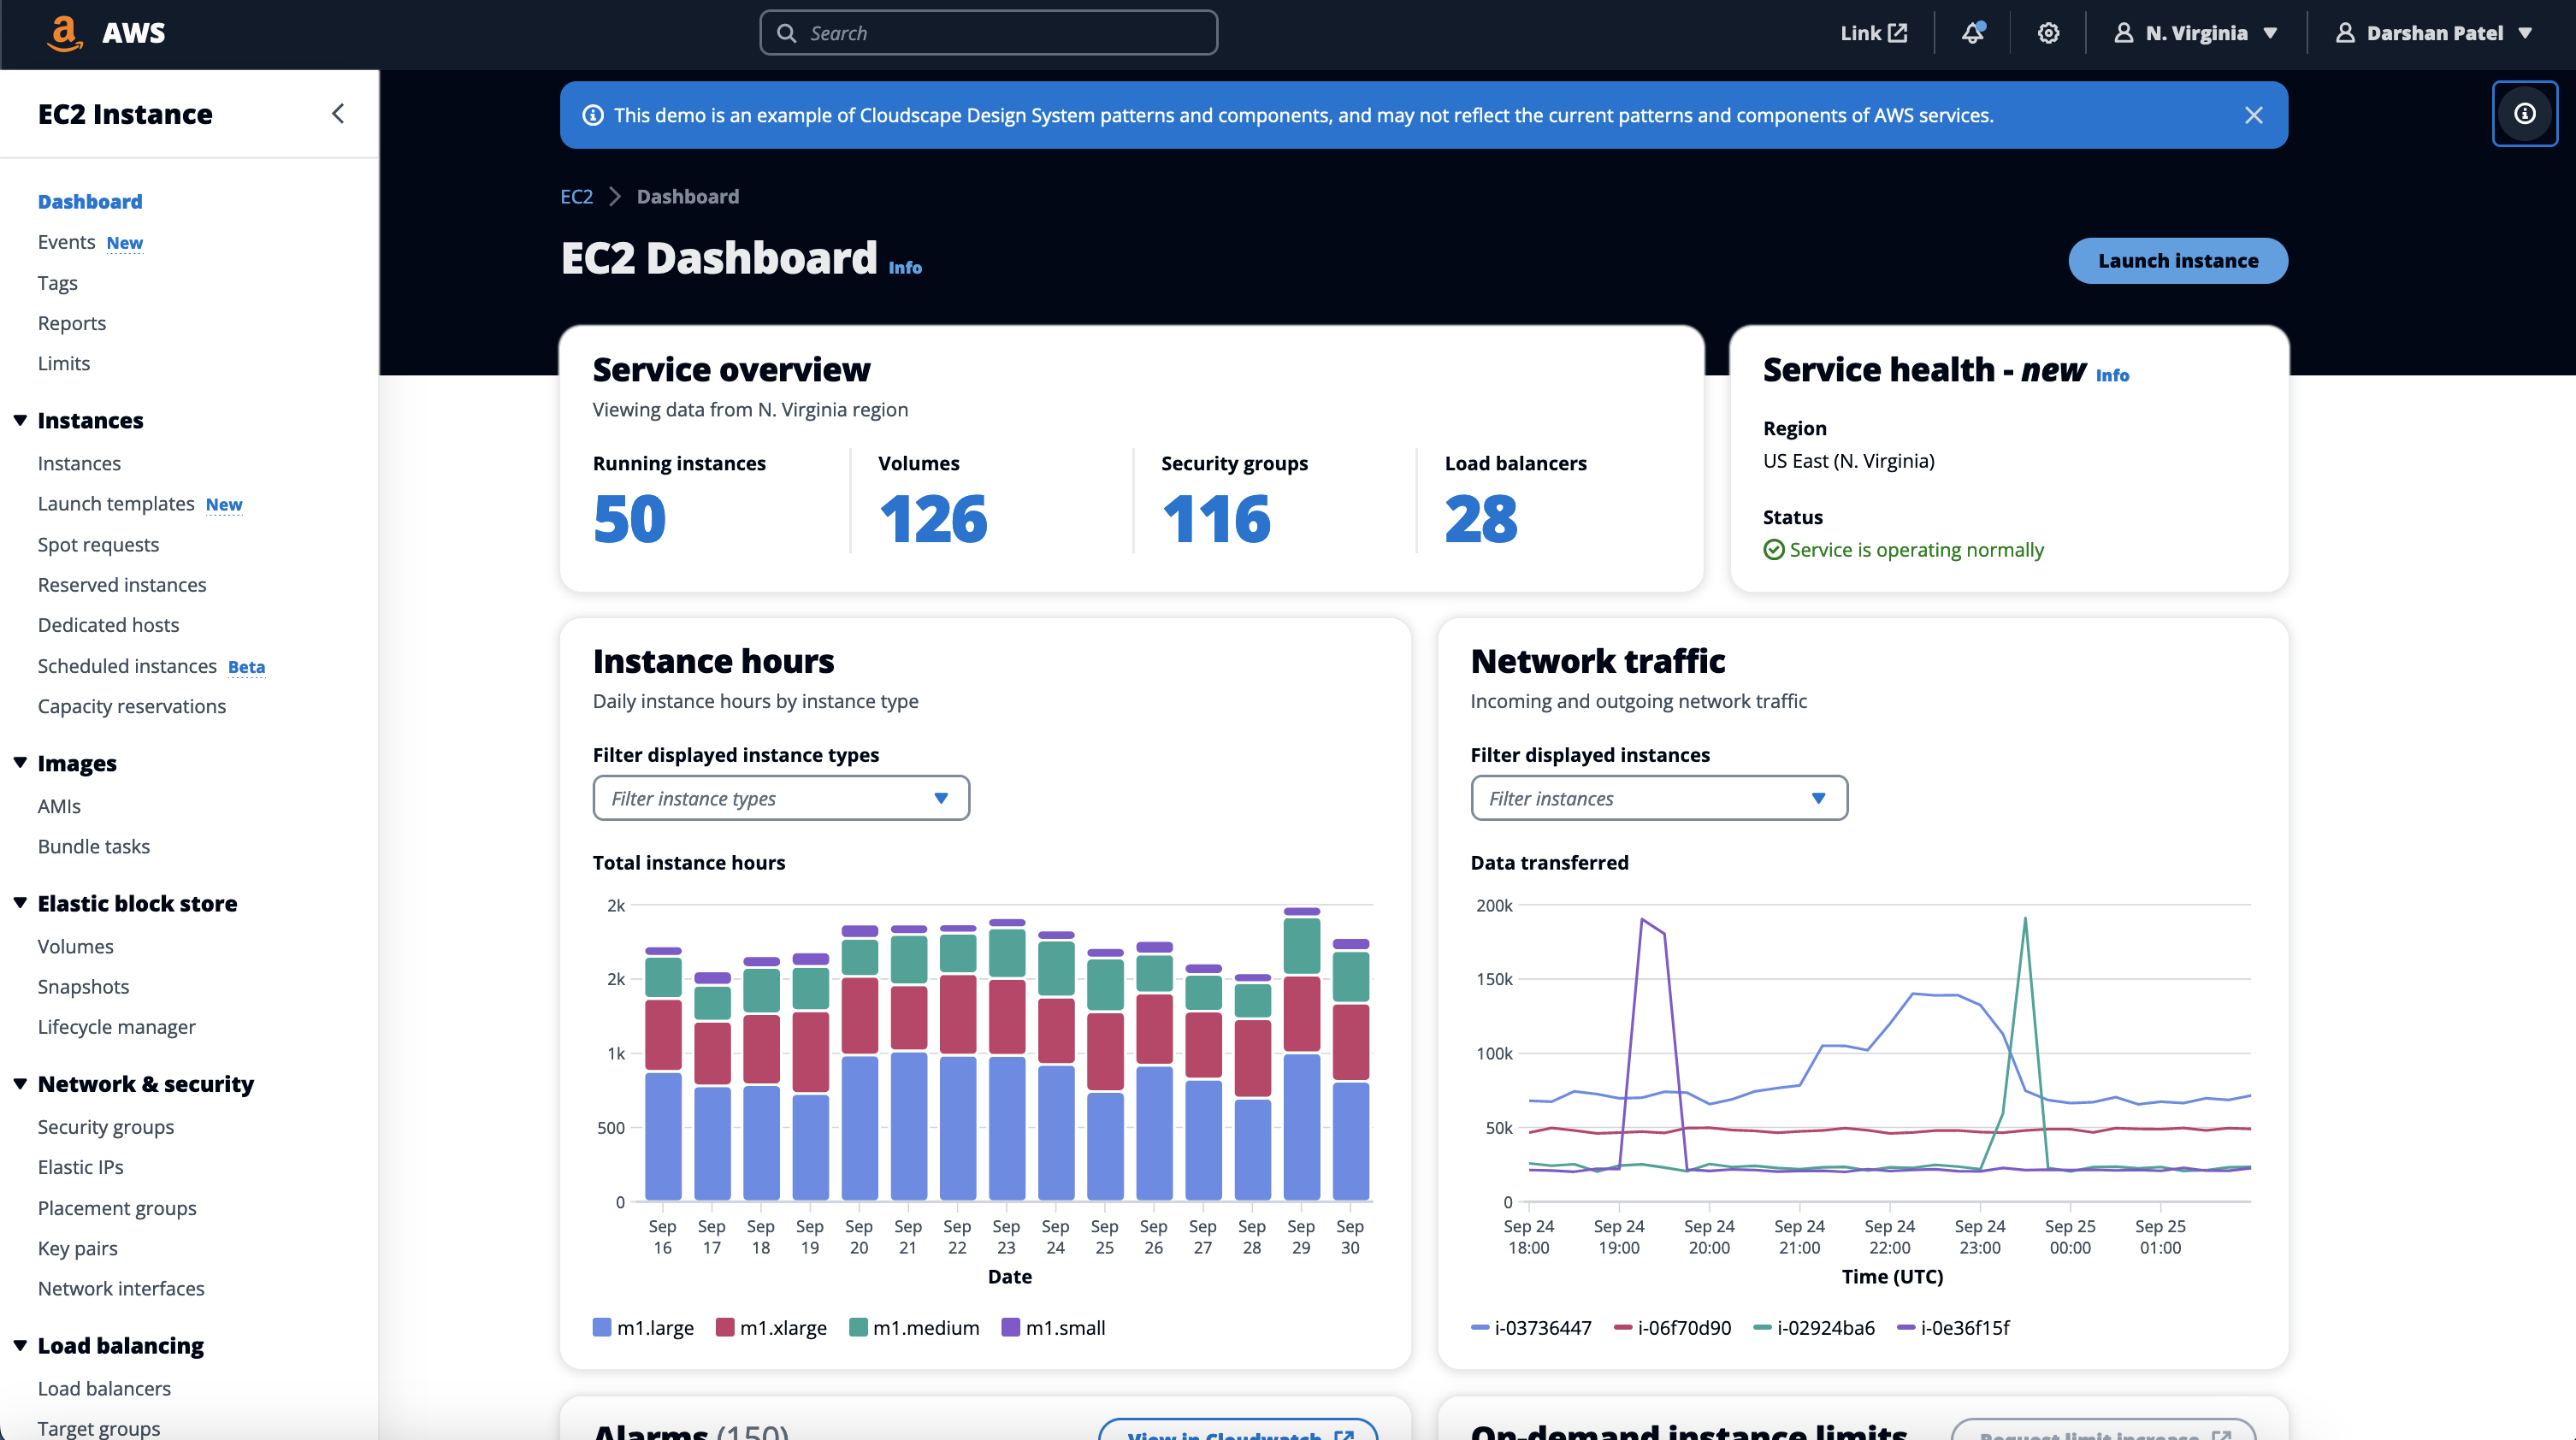 AWS
Search
Link
N. Virginia
Darshan Patel
EC2 Instance
Dashboard
Events New
Tags
Reports
Limits
Instances
Instances
Launch templates New
Spot requests
Reserved instances
Dedicated hosts
Scheduled instances Beta
Capacity reservations
Images
AMIs
Bundle tasks
Elastic block store
Volumes
Snapshots
Lifecycle manager
Network & security
Security groups
Elastic IPs
Placement groups
Key pairs
Network interfaces
Load balancing
Load balancers
Target groups
This demo is an example of Cloudscape Design System patterns and components, and may not reflect the current patterns and components of AWS services.
EC2 Dashboard
EC2 Dashboard Info
Launch instance
Service overview
Viewing data from N. Virginia region
Running instances
50
Volumes
126
Security groups
116
Load balancers
28
Service health - new Info
Region
US East (N. Virginia)
Status
Service is operating normally
Instance hours
Daily instance hours by instance type
Filter displayed instance types
Filter instance types
Total instance hours
2k
2k
1k
500
0
Sep 16
Sep 17
Sep 18
Sep 19
Sep 20
Sep 21
Sep 22
Sep 23
Sep 24
Sep 25
Sep 26
Sep 27
Sep 28
Sep 29
Sep 30
Date
m1.large m1.xlarge m1.medium m1.small
Network traffic
Incoming and outgoing network traffic
Filter displayed instances
Filter instances
Data transferred
200k
150k
100k
50k
0
Sep 24 18:00
Sep 24 19:00
Sep 24 20:00
Sep 24 21:00
Sep 24 22:00
Sep 24 23:00
Sep 25 00:00
Sep 25 01:00
Time (UTC)
i-03736447 i-06f70d90 i-02924ba6 i-0e36f15f
Alarms (150)
View in Cloudwatch
On-demand instance limits
Request limit increase